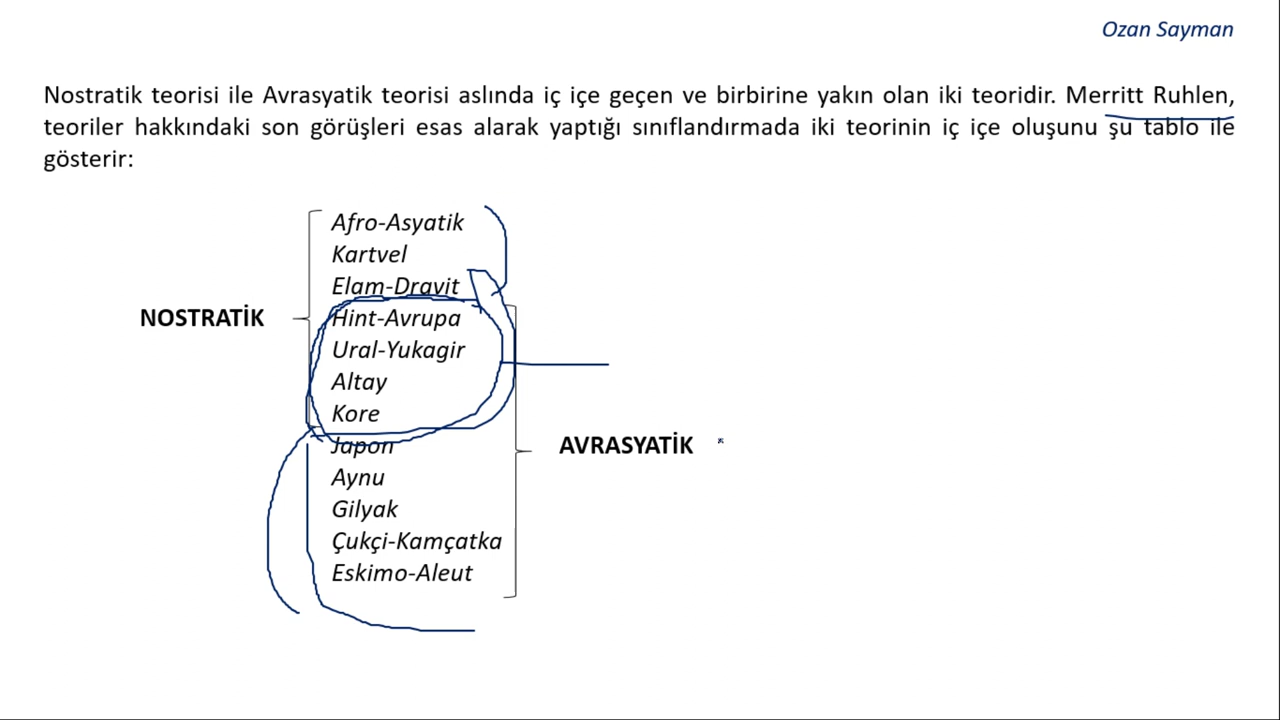 Ozan Sayman
Nostratik teorisi ile Avrasyatik teorisi aslında iç içe geçen ve birbirine yakın olan iki teoridir. Merritt Ruhlen,
teoriler hakkındaki son görüşleri esas alarak yaptığı sınıflandırmada iki teorinin iç içe oluşunu şu tablo ile
gösterir:
Afro-Asyatik
Kartvel
Elam-Dravit
NOSTRATİK
Hint-Avrupa
Ural-Yukagir
Altay
Kore
Japon
AVRASYATİK
Aynu
Gilyak
Çukçi-Kamçatka
Eskimo-Aleut